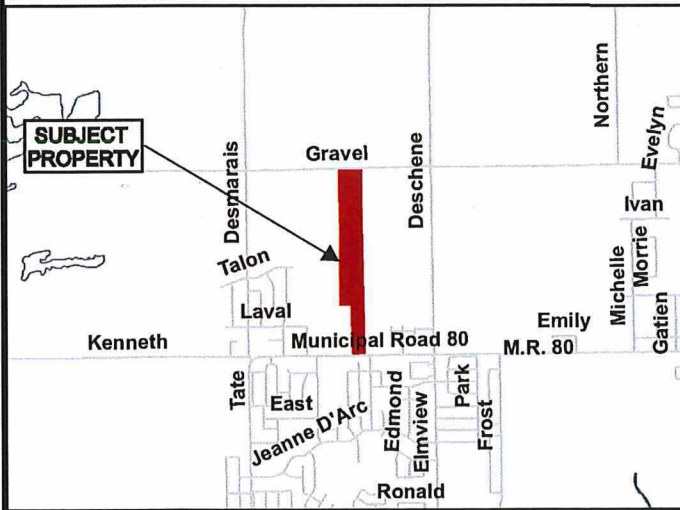 Northern
SUBJECT
PROPERTY
Gravel
Evelyn
Desmarais
Deschene
Ivan
Talon
Michelle
Morrie
Laval
Gatien
Emily
Kenneth
Municipal Road 80
M.R. 80
Tate
East
Jeanne D'Arc
Edmond
Elmview
Park
Frost
Ronald